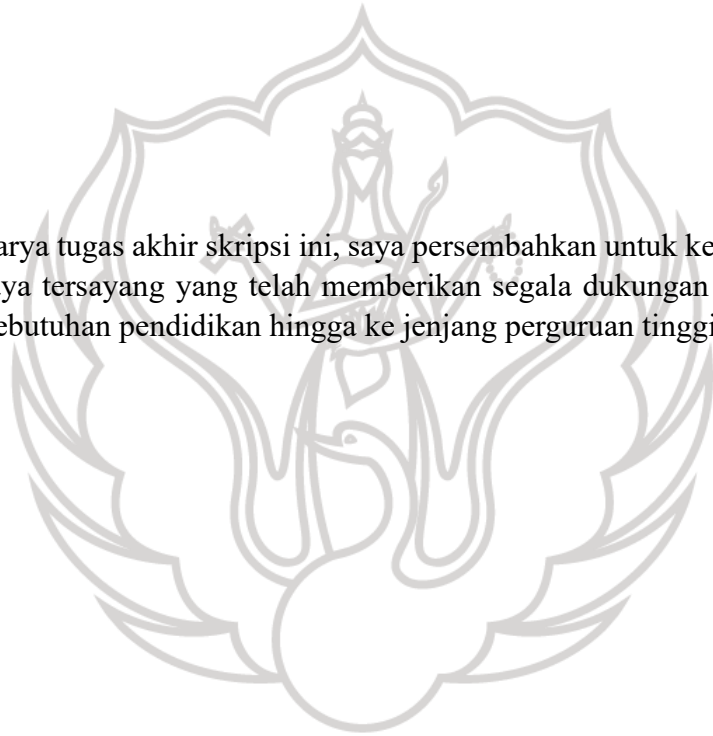 arya tugas akhir skripsi ini, saya persembahkan untuk ke
ya tersayang yang telah memberikan segala dukungan
ebutuhan pendidikan hingga ke jenjang perguruan tinggi